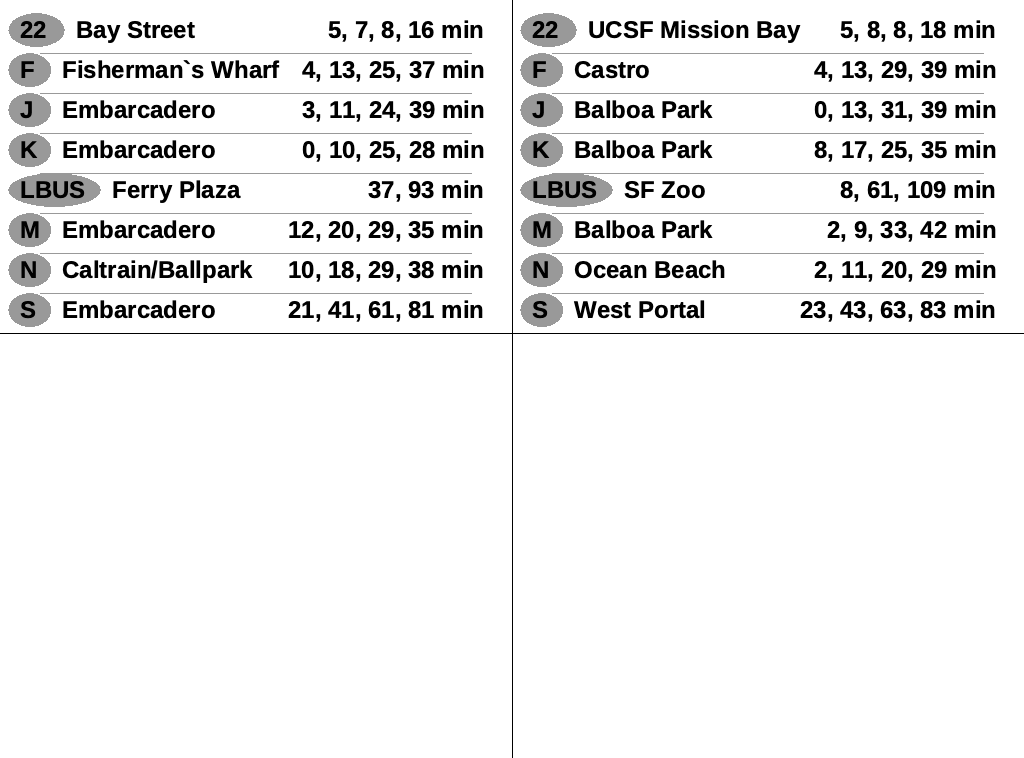 22 Bay Street 5, 7, 8, 16 min
F Fisherman`s Wharf 4, 13, 25, 37 min
J Embarcadero 3, 11, 24, 39 min
K Embarcadero 0, 10, 25, 28 min
LBUS Ferry Plaza 37, 93 min
M Embarcadero 12, 20, 29, 35 min
N Caltrain/Ballpark 10, 18, 29, 38 min
S Embarcadero 21, 41, 61, 81 min
22 UCSF Mission Bay 5, 8, 8, 18 min
F Castro 4, 13, 29, 39 min
J Balboa Park 0, 13, 31, 39 min
K Balboa Park 8, 17, 25, 35 min
LBUS SF Zoo 8, 61, 109 min
M Balboa Park 2, 9, 33, 42 min
N Ocean Beach 2, 11, 20, 29 min
S West Portal 23, 43, 63, 83 min